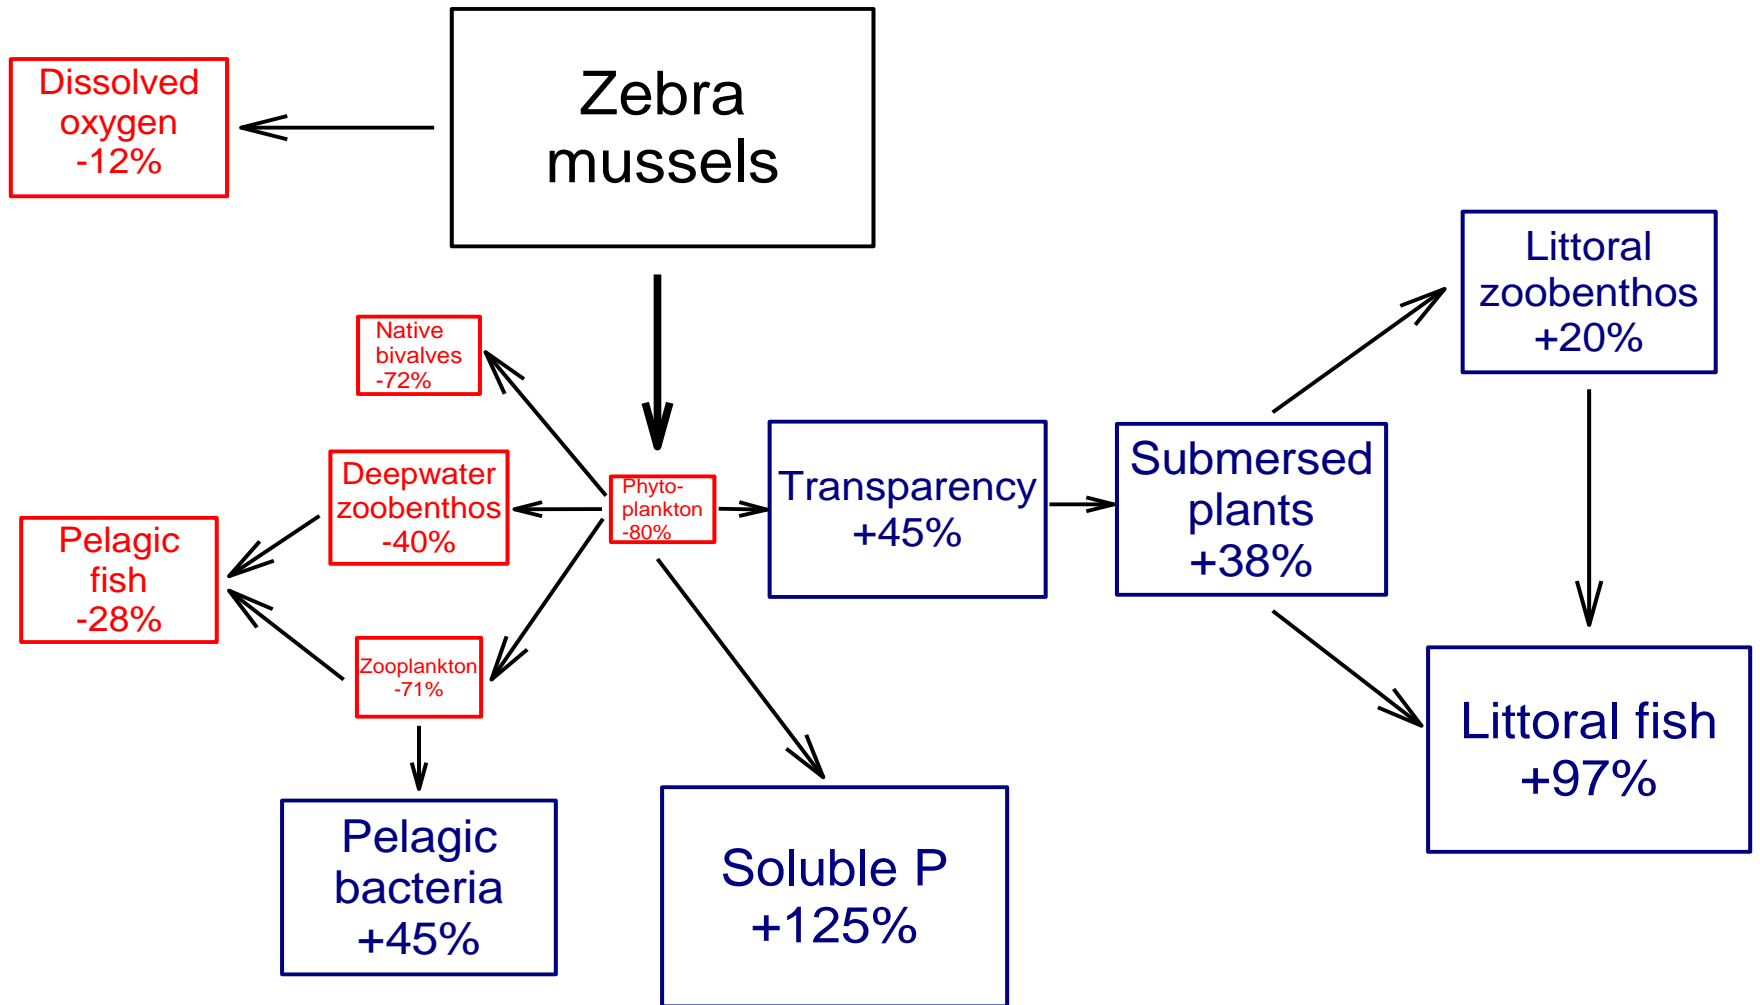 Zebra
mussels
Dissolved
oxygen
-12%
Native
bivalves
-72%
Deepwater
zoobenthos
-40%
Pelagic
fish
-28%
Zooplankton
-71%
Phyto-
plankton
-80%
Transparency
+45%
Submersed
plants
+38%
Littoral
zoobenthos
+20%
Littoral fish
+97%
Pelagic
bacteria
+45%
Soluble P
+125%